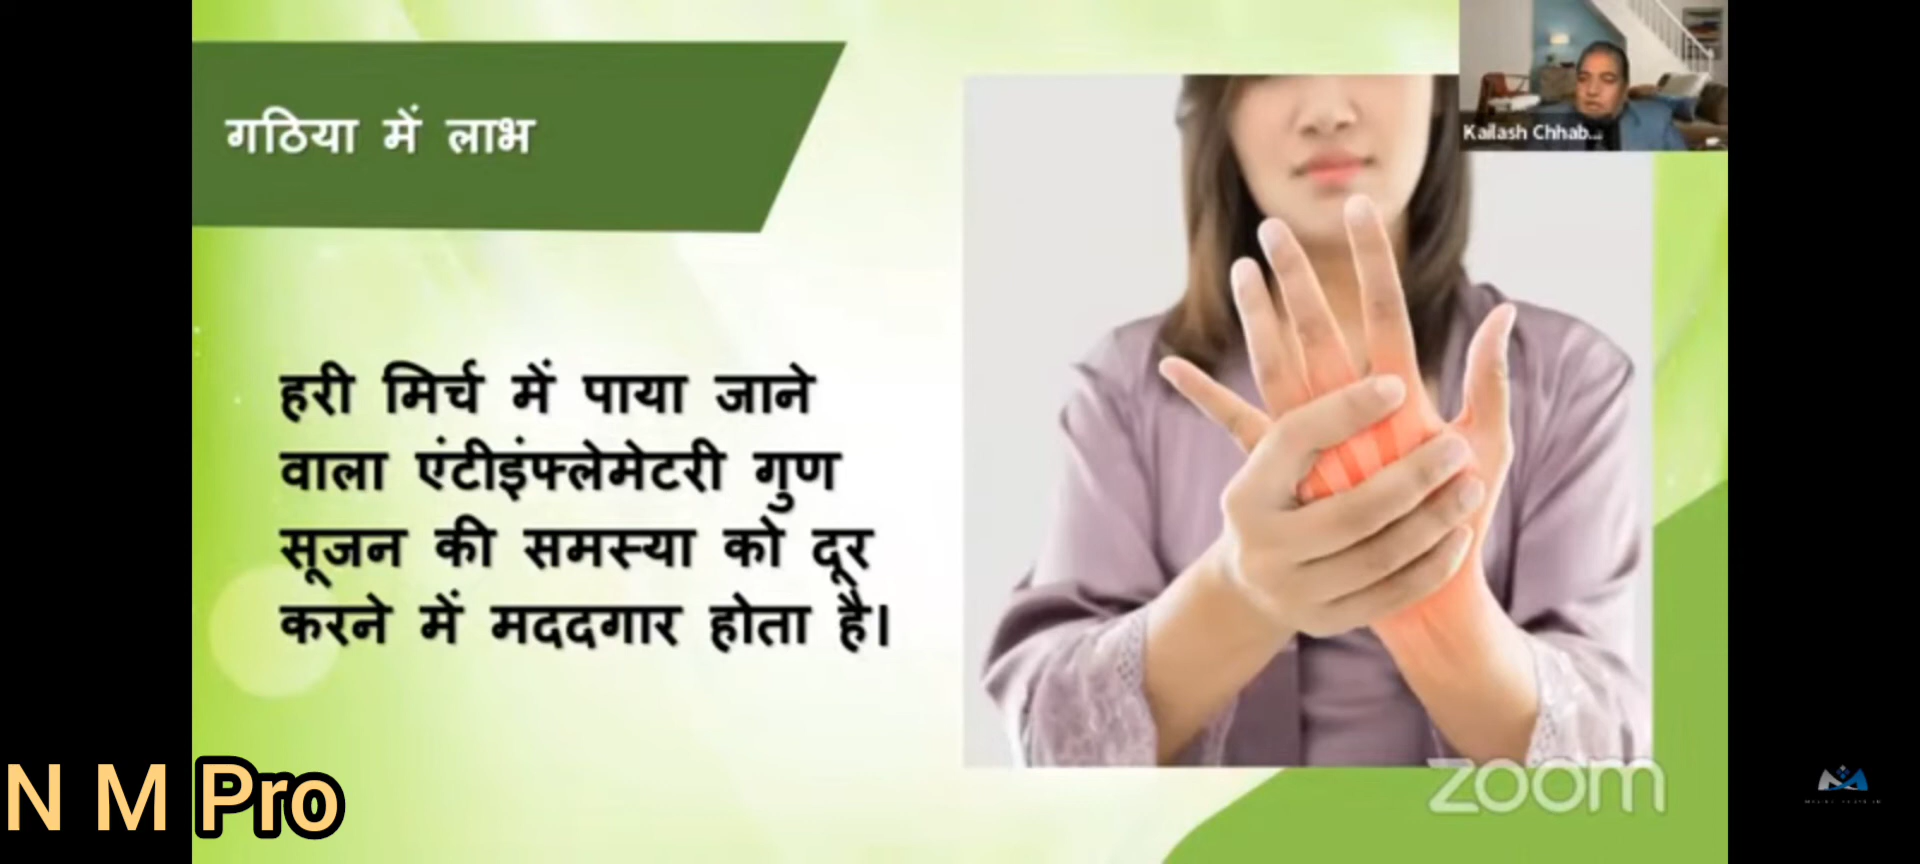 गठिया में लाभ
Kailash Chhab...
हरी मिर्च में पाया जाने
वाला एंटीइंफ्लेमेटरी गुण
सूजन की समस्या को दूर
करने में मददगार होता है।
zoom
N M Pro